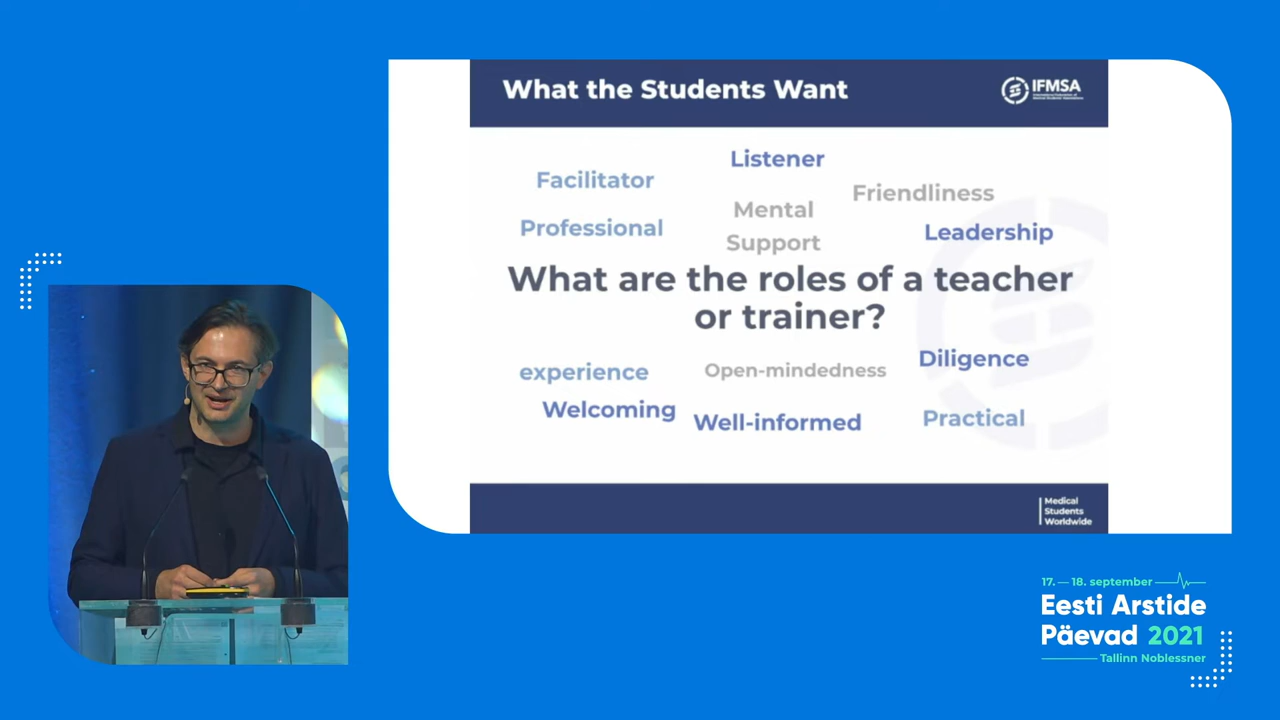 What the Students Want
IFMSA
Listener
Facilitator
Friendliness
Mental
Support
Professional
Leadership
What are the roles of a teacher
or trainer?
Diligence
experience
Open-medness
Welcoming
Well-informed
Practical
Medical
Students
Worldwide
17. — 18. september
Eesti Arstide
Päevad 2021
Tallinn Noblessner